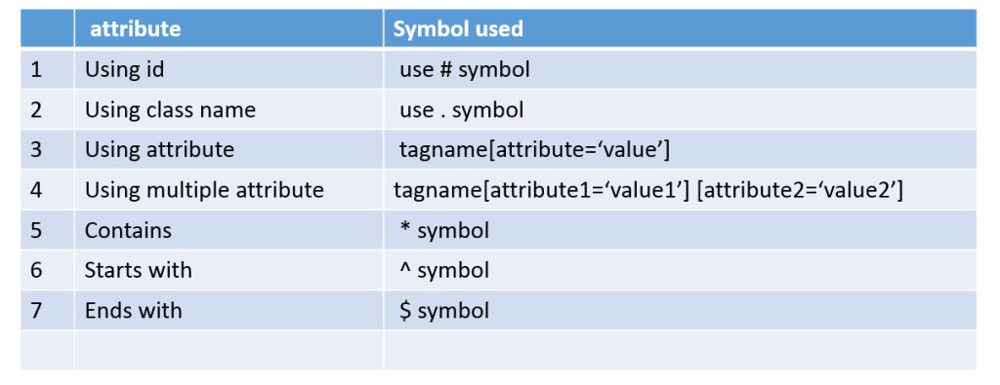 attribute Symbol used
1 Using id use # symbol
2 Using class name use . symbol
3 Using attribute tagname[attribute=‘value’]
4 Using multiple attribute tagname[attribute1=‘value1’] [attribute2=‘value2’]
5 Contains * symbol
6 Starts with ^ symbol
7 Ends with $ symbol